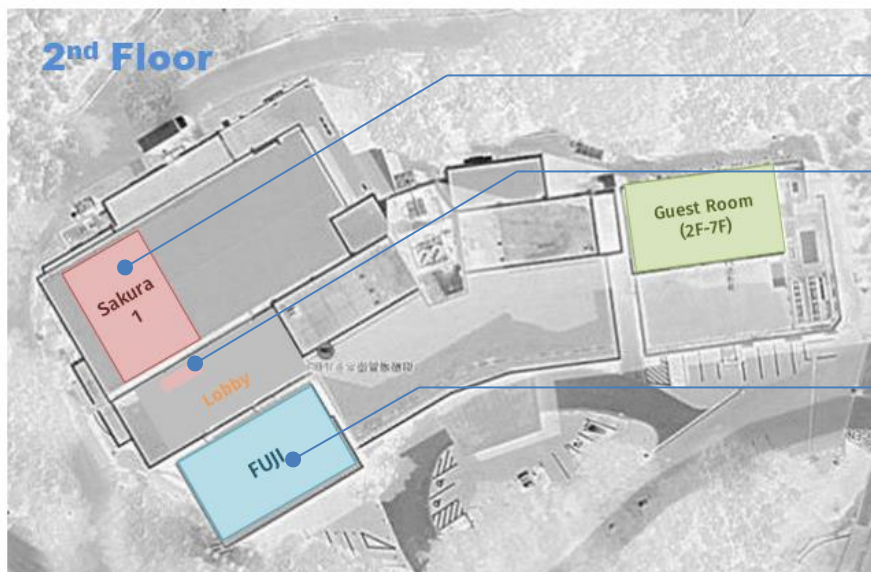 2nd Floor
Guest Room
(2F-7F)
Sakura
1
Lobby
FUJI